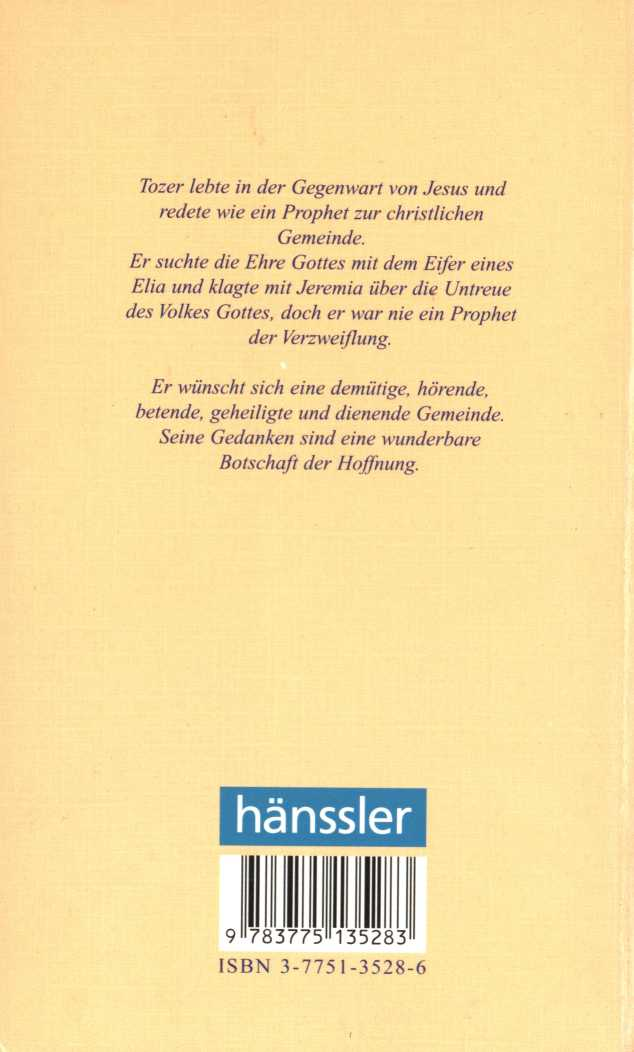 Tozer lebte in der Gegenwart von Jesus und
redete wie ein Prophet zur christlichen
Gemeinde.
Er suchte die Ehre Gottes mit dem Eifer eines
Elia und klagte mit Jeremia über die Untreue
des Volkes Gottes, doch er war nie ein Prophet
der Verzweiflung.
Er wünscht sich eine demütige, hörende,
betende, geheiligte und dienende Gemeinde.
Seine Gedanken sind eine wunderbare
Botschaft der Hoffnung.
hänssler
9 783775 135283
ISBN 3-7751-3528-6